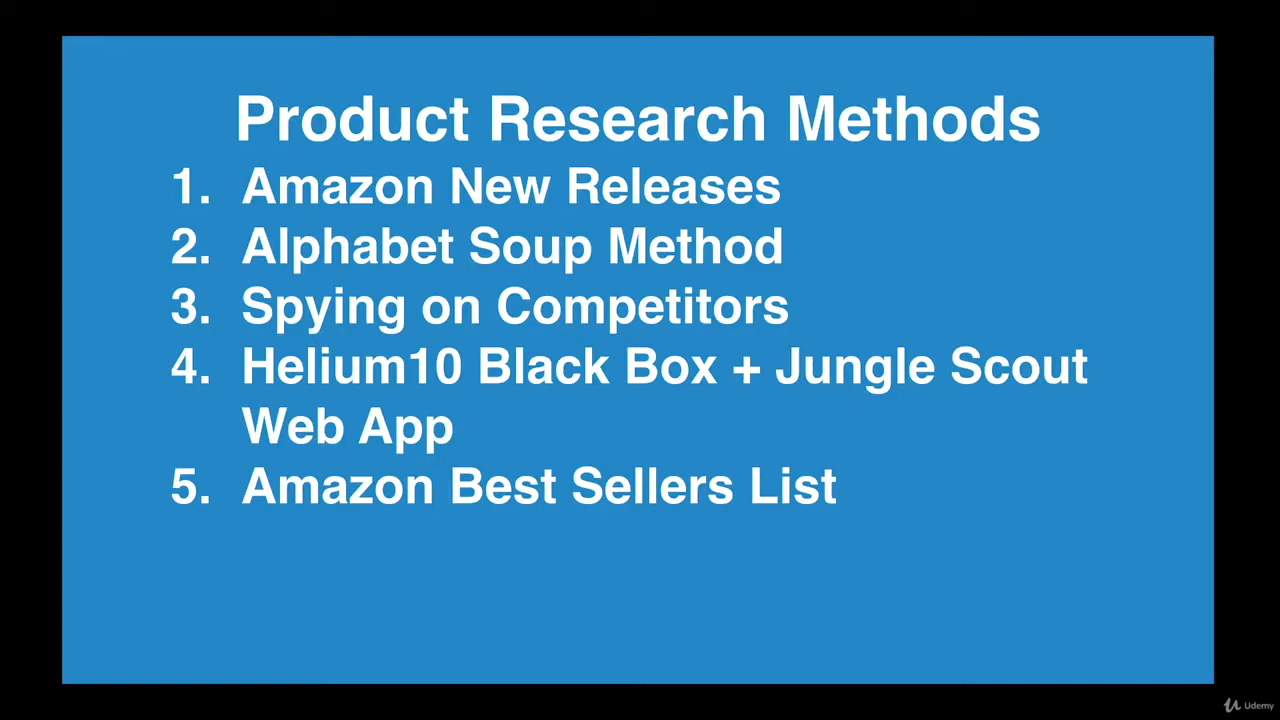 Product Research Methods
1. Amazon New Releases
2. Alphabet Soup Method
3. Spying on Competitors
4. Helium10 Black Box + Jungle Scout
Web App
5. Amazon Best Sellers List
Udemy